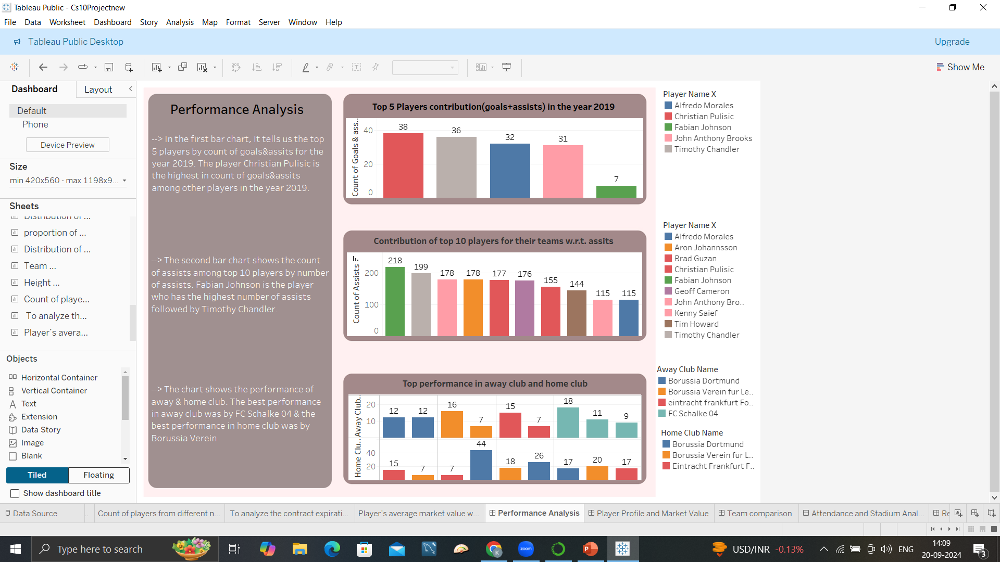 Tableau Public - Cs10Projectnew
File Data Worksheet Dashboard Story Analysis Map Format Server Window Help
Tableau Public Desktop
Upgrade
Show Me
Dashboard
Layout
Default
Phone
Device Preview
Size
min 420x560 - max 1198x9...
Sheets
Distribution of ...
proportion of ...
Distribution of ...
Team ...
Height ...
Count of playe...
To analyze th...
Player's avera...
Objects
Horizontal Container
Vertical Container
Text
Extension
Data Story
Image
Blank
Tiled
Floating
Show dashboard title
Performance Analysis
--> In the first bar chart, It tells us the top
5 players by count of goals&assits for the
year 2019. The player Christian Pulisic is
the highest in count of goals&assits
among other players in the year 2019.
--> The second bar chart shows the count
of assists among top 10 players by number
of assists. Fabian Johnson is the player
who has the highest number of assists
followed by Timothy Chandler.
--> The chart shows the performance of
away & home club. The best performance
in away club was by FC Schalke 04 & the
best performance in home club was by
Borussia Verein
Top 5 Players contribution(goals+assists) in the year 2019
Count of Goals & ass..
40
20
0
38
36
32
31
7
Contribution of top 10 players for their teams w.r.t. assits
Count of Assists
200
100
0
218
199
178
178
177
176
155
144
115
115
Top performance in away club and home club
Away Club..
20
10
12
12
16
7
15
7
18
11
9
Home Clu..
40
20
15
7
7
44
18
26
17
20
17
Player Name X
Alfredo Morales
Christian Pulisic
Fabian Johnson
John Anthony Brooks
Timothy Chandler
Player Name X
Alfredo Morales
Aron Johannsson
Brad Guzan
Christian Pulisic
Fabian Johnson
Geoff Cameron
John Anthony Bro..
Kenny Saief
Tim Howard
Timothy Chandler
Away Club Name
Borussia Dortmund
Borussia Verein fur Le..
eintracht frankfurt Fo..
FC Schalke 04
Home Club Name
Borussia Dortmund
Borussia Verein für L..
Eintracht Frankfurt F..
Data Source
..
Count of players from different n...
To analyze the contract expirati...
Player's average market value w...
Performance Analysis
Player Profile and Market Value
Team comparison
Attendance and Stadium Anal...
Re
Type here to search
zoom
K
P
USD/INR -0.13%
ENG
14:09
20-09-2024
3